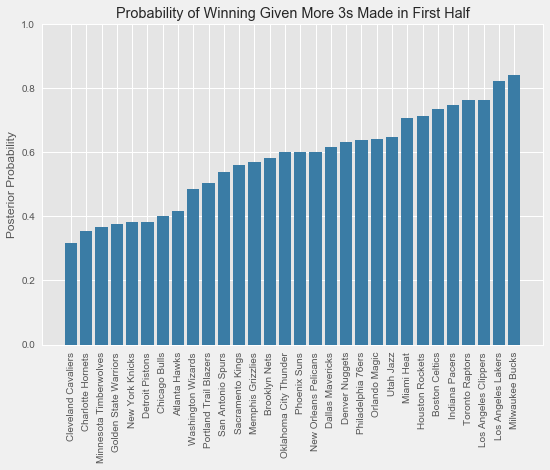 Probability of Winning Given More 3s Made in First Half
Posterior Probability
1.0
0.8
0.6
0.4
0.2
0.0
Cleveland Cavaliers
Charlotte Hornets
Minnesota Timberwolves
Golden State Warriors
New York Knicks
Detroit Pistons
Chicago Bulls
Atlanta Hawks
Washington Wizards
Portland Trail Blazers
San Antonio Spurs
Sacramento Kings
Memphis Grizzlies
Brooklyn Nets
Oklahoma City Thunder
Phoenix Suns
New Orleans Pelicans
Dallas Mavericks
Denver Nuggets
Philadelphia 76ers
Orlando Magic
Utah Jazz
Miami Heat
Houston Rockets
Boston Celtics
Indiana Pacers
Toronto Raptors
Los Angeles Clippers
Los Angeles Lakers
Milwaukee Bucks